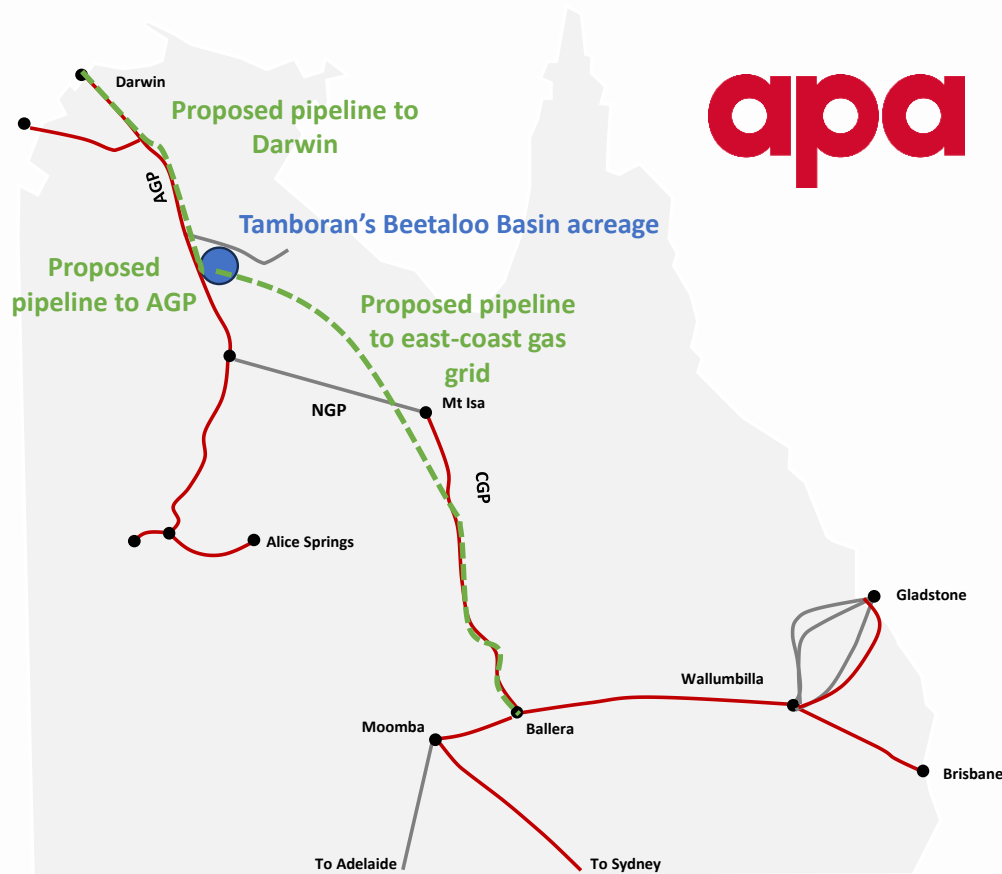 apa
Darwin
Proposed pipeline to
Darwin
AGP
Tamboran’s Beetaloo Basin acreage
Proposed
pipeline to AGP
Proposed pipeline
to east-coast gas
grid
NGP
Mt Isa
CGP
Alice Springs
Gladstone
Wallumbilla
Moomba
Ballera
Brisbane
To Adelaide
To Sydney